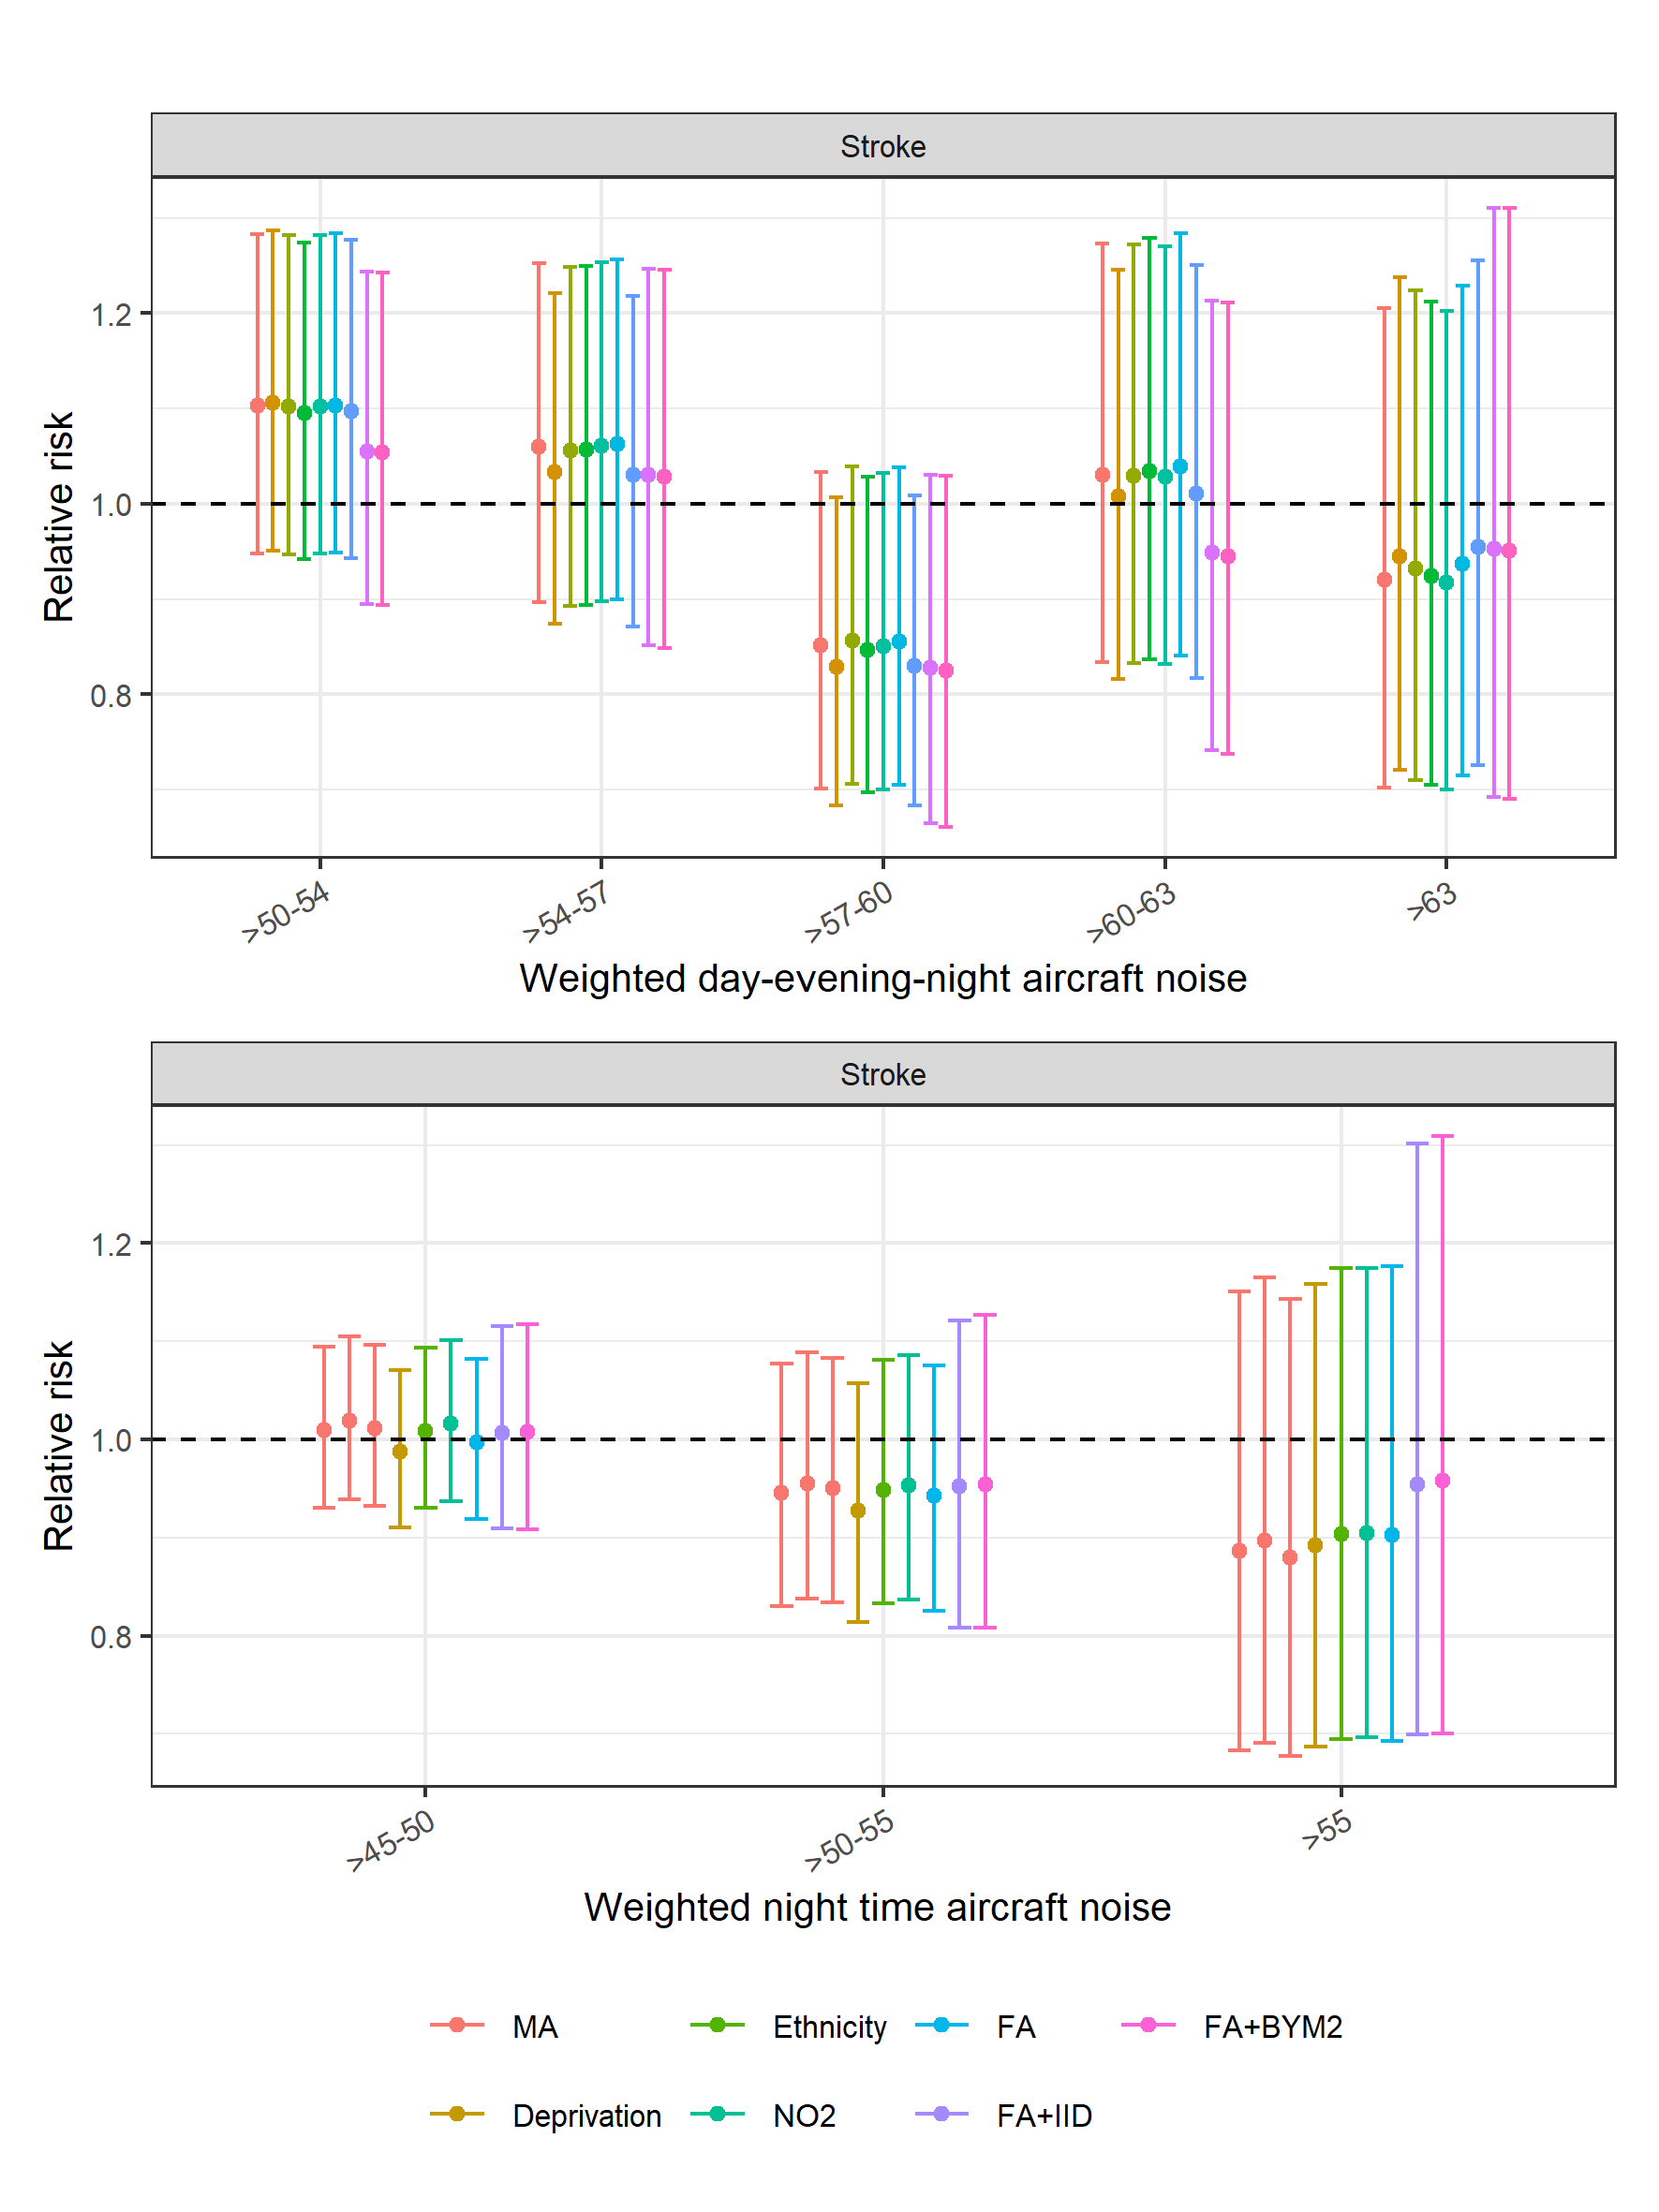 Stroke
Relative risk
1.2
1.0
0.8
>50-54 >54-57 >57-60 >60-63 >63
Weighted day-evening-night aircraft noise
Stroke
Relative risk
1.2
1.0
0.8
>45-50 >50-55 >55
Weighted night time aircraft noise
MA Ethnicity FA FA+BYM2
Deprivation NO2 FA+IID